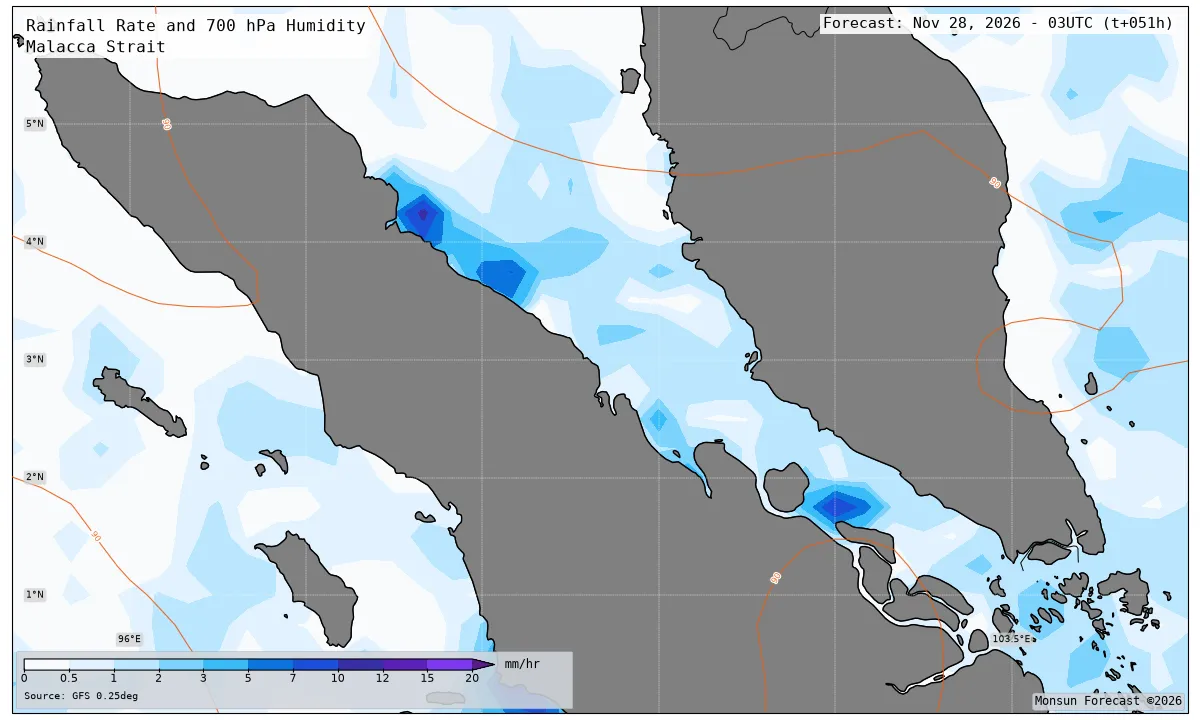 Rainfall Rate and 700 hPa Humidity
Malacca Strait
Forecast: Nov 28, 2026 - 03UTC (t+051h)
5°N
4°N
3°N
2°N
1°N
96°E
103.5°E
90
90
90
90
mm/hr
0 0.5 1 2 3 5 7 10 12 15 20
Source: GFS 0.25deg
Monsun Forecast ©2026